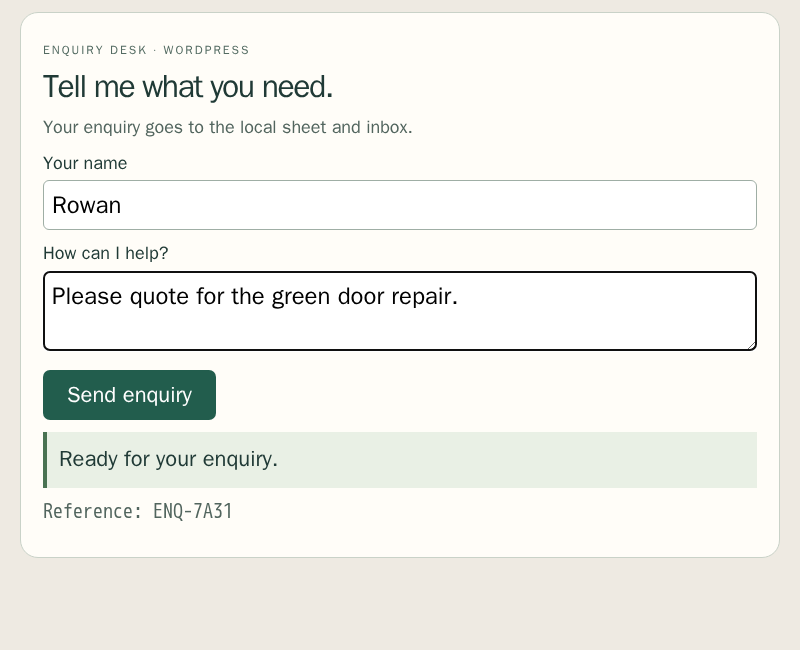 ENQUIRY DESK · WORDPRESS
Tell me what you need.
Your enquiry goes to the local sheet and inbox.
Your name
Rowan
How can I help?
Please quote for the green door repair.
Send enquiry
Ready for your enquiry.
Reference: ENQ-7A31